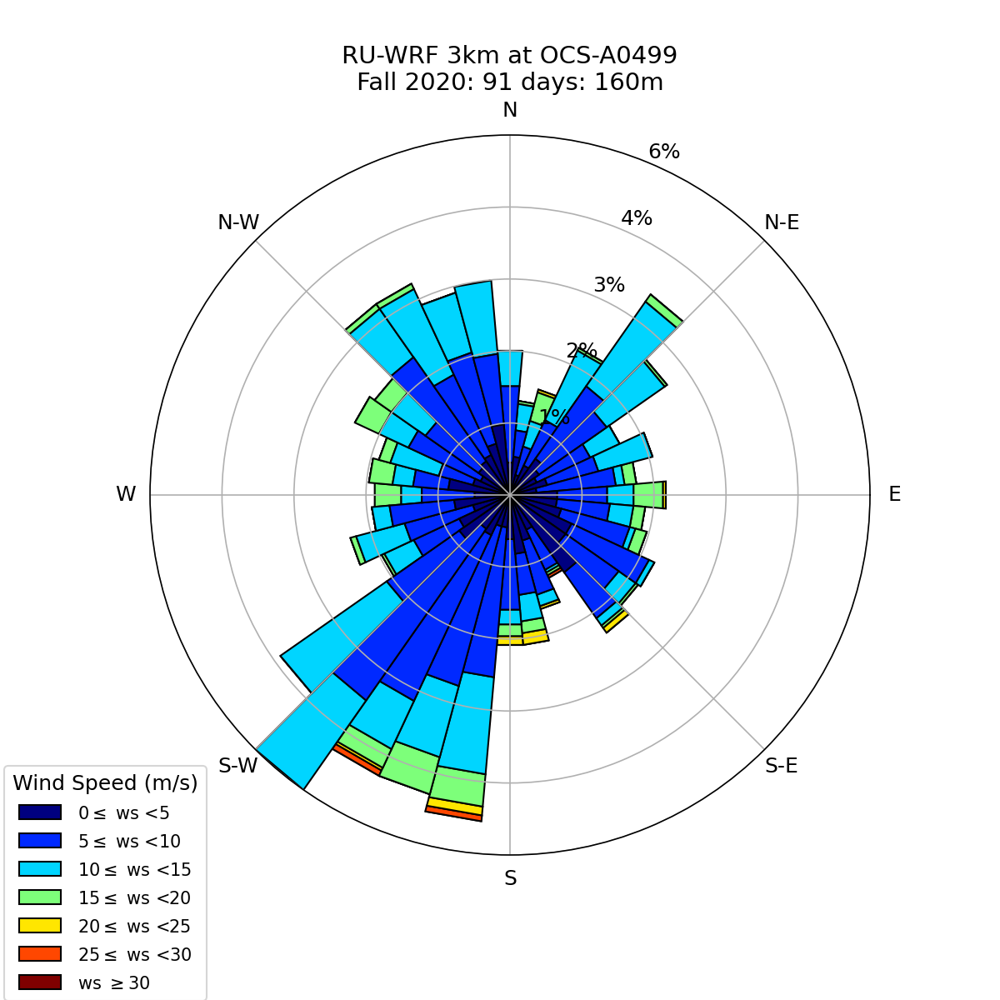 RU-WRF 3km at OCS-A0499
Fall 2020: 91 days: 160m
N
6%
N-W
4%
N-E
3%
2%
1%
W
E
S-W
S-E
S
Wind Speed (m/s)
0≤ ws <5
5≤ ws <10
10≤ ws <15
15≤ ws <20
20≤ ws <25
25≤ ws <30
ws ≥30